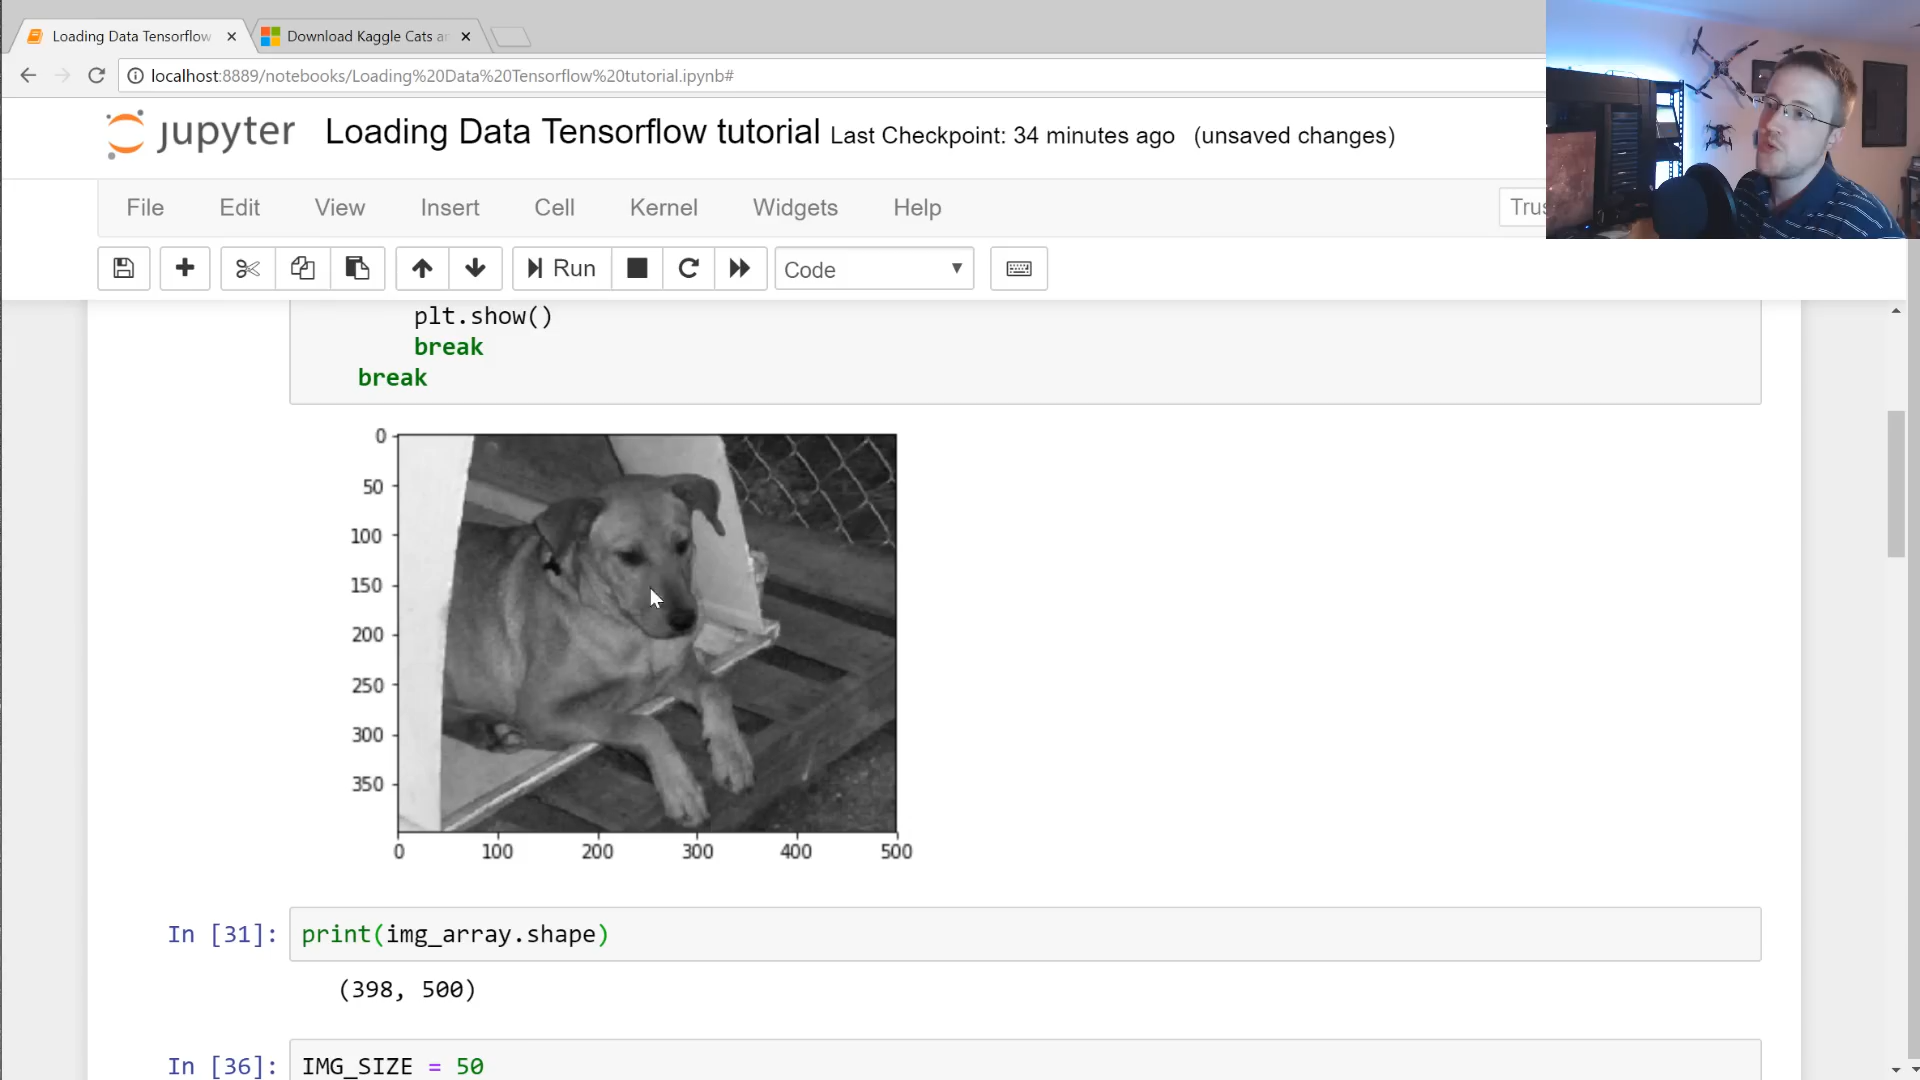 Loading Data Tensorflow
Download Kaggle Cats
localhost:8889/notebooks/Loading%20Data%20Tensorflow%20tutorial.ipynb#
jupyter Loading Data Tensorflow tutorial Last Checkpoint: 34 minutes ago (unsaved changes)
File Edit View Insert Cell Kernel Widgets Help
Run Code
plt.show()
break
break
0
50
100
150
200
250
300
350
0 100 200 300 400 500
In [31]: print(img_array.shape)
(398, 500)
In [36]: IMG_SIZE = 50